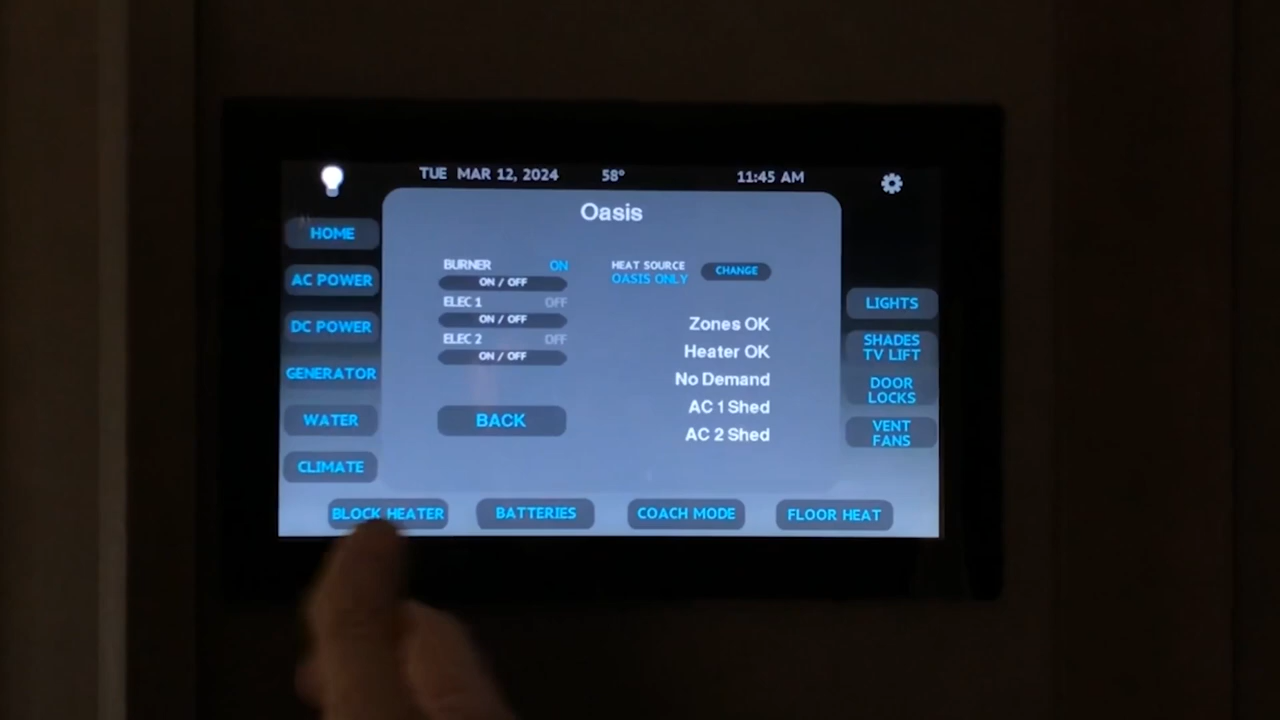 TUE MAR 12, 2024 58° 11:45 AM
Oasis
HOME
AC POWER
DC POWER
GENERATOR
WATER
CLIMATE
BURNER ON
ON / OFF
ELEC 1 OFF
ON / OFF
ELEC 2 OFF
ON / OFF
BACK
HEAT SOURCE
OASIS ONLY
CHANGE
Zones OK
Heater OK
No Demand
AC 1 Shed
AC 2 Shed
LIGHTS
SHADES
TV LIFT
DOOR
LOCKS
VENT
FANS
BLOCK HEATER
BATTERIES
COACH MODE
FLOOR HEAT